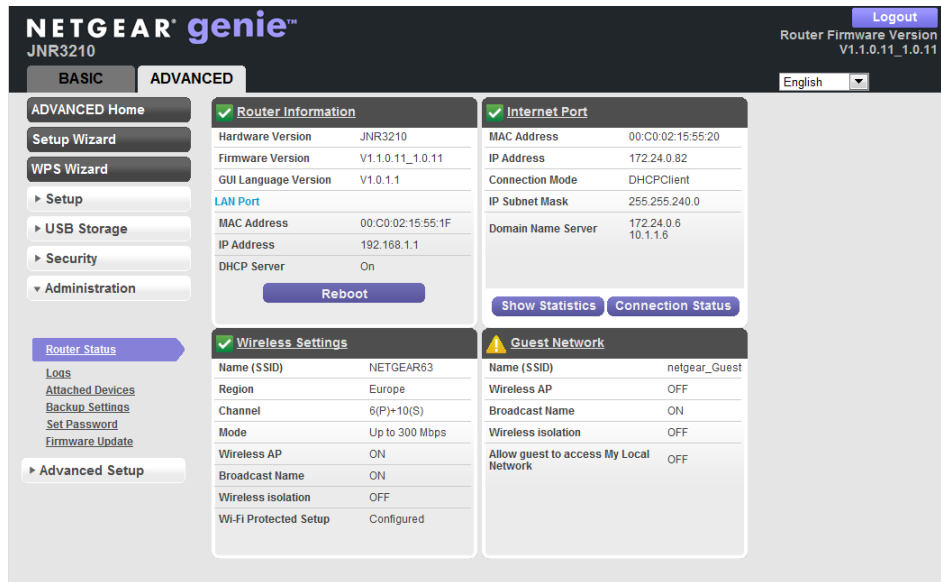 NETGEAR® genie™
JNR3210
Logout
Router Firmware Version
V1.1.0.11_1.0.11
BASIC
ADVANCED
English
ADVANCED Home
Setup Wizard
WPS Wizard
Setup
USB Storage
Security
Administration
Router Status
Logs
Attached Devices
Backup Settings
Set Password
Firmware Update
Advanced Setup
Router Information
Hardware Version JNR3210
Firmware Version V1.1.0.11_1.0.11
GUI Language Version V1.0.1.1
LAN Port
MAC Address 00:C0:02:15:55:1F
IP Address 192.168.1.1
DHCP Server On
Reboot
Internet Port
MAC Address 00:C0:02:15:55:20
IP Address 172.24.0.82
Connection Mode DHCPClient
IP Subnet Mask 255.255.240.0
Domain Name Server 172.24.0.6
10.1.1.6
Show Statistics Connection Status
Wireless Settings
Name (SSID) NETGEAR63
Region Europe
Channel 6(P)+10(S)
Mode Up to 300 Mbps
Wireless AP ON
Broadcast Name ON
Wireless isolation OFF
Wi-Fi Protected Setup Configured
Guest Network
Name (SSID) netgear_Guest
Wireless AP OFF
Broadcast Name ON
Wireless isolation OFF
Allow guest to access My Local
Network OFF